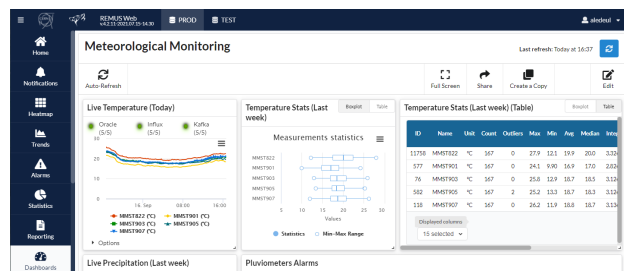 REMUS Web
v4.2.11-2021.07.15-14.30
PROD
TEST
aledeul
Home
Notifications
Heatmap
Trends
Alarms
Statistics
Reporting
Dashboards
Meteorological Monitoring
Last refresh: Today at 16:37
Auto-Refresh
Full Screen
Share
Create a Copy
Edit
Live Temperature (Today)
Oracle (5/5)
Influx (5/5)
Kafka (5/5)
30
20
10
0
16. Sep
08:00
16:00
MMST822 (°C)
MMST901 (°C)
MMST903 (°C)
MMST905 (°C)
MMST907 (°C)
Options
Temperature Stats (Last week)
Boxplot
Table
Measurements statistics
MMST822
MMST901
MMST903
MMST905
MMST907
5 10 15 20 25 30
Values
Statistics
Min-Max Range
Temperature Stats (Last week) (Table)
Boxplot
Table
ID Name Unit Count Outliers Max Min Avg Median
11758 MMST822 °C 167 0 27.9 12.1 19.9 20.0
577 MMST901 °C 167 0 24.1 9.90 16.9 17.0
76 MMST903 °C 167 0 25.8 12.9 18.7 18.5
582 MMST905 °C 167 2 25.2 13.3 18.7 18.3
118 MMST907 °C 167 0 26.2 11.9 18.8 18.7
Displayed columns
15 selected
Live Precipitation (Last week)
Pluviometers Alarms